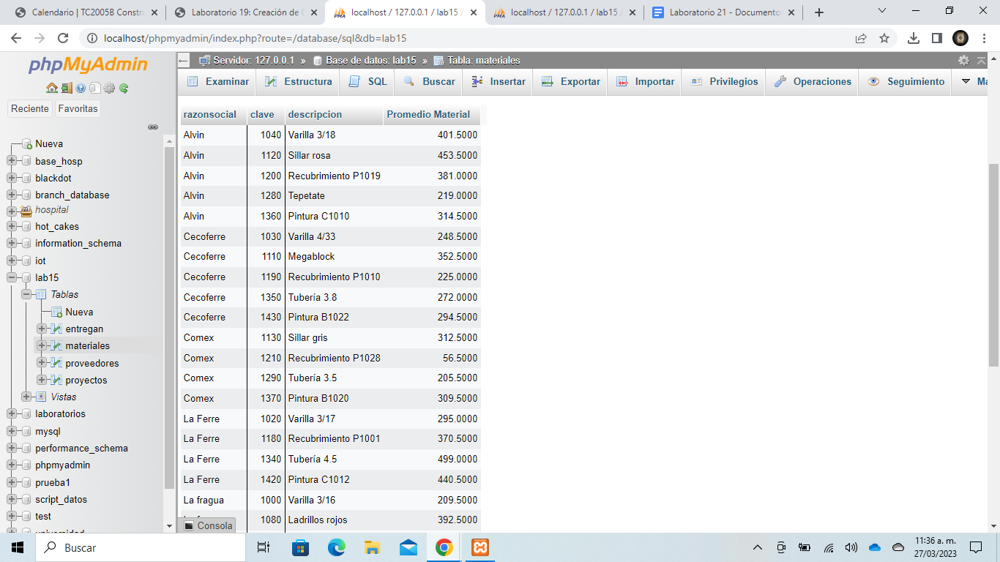 Calendario | TC2005B Constru
Laboratorio 19: Creación de C
localhost / 127.0.0.1 / lab15 /
localhost / 127.0.0.1 / lab15 /
Laboratorio 21 - Documento
localhost/phpmyadmin/index.php?route=/database/sql&db=lab15
phpMyAdmin
Reciente Favoritas
Nueva
base_hosp
blackdot
branch_database
hospital
hot_cakes
information_schema
iot
lab15
Tablas
Nueva
entregan
materiales
proveedores
proyectos
Vistas
laboratorios
mysql
performance_schema
phpmyadmin
prueba1
script_datos
test
Servidor: 127.0.0.1 » Base de datos: lab15 » Tabla: materiales
Examinar Estructura SQL Buscar Insertar Exportar Importar Privilegios Operaciones Seguimiento Ma
razonsocial clave descripcion Promedio Material
Alvin 1040 Varilla 3/18 401.5000
Alvin 1120 Sillar rosa 453.5000
Alvin 1200 Recubrimiento P1019 381.0000
Alvin 1280 Tepetate 219.0000
Alvin 1360 Pintura C1010 314.5000
Cecoferre 1030 Varilla 4/33 248.5000
Cecoferre 1110 Megablock 352.5000
Cecoferre 1190 Recubrimiento P1010 225.0000
Cecoferre 1350 Tubería 3.8 272.0000
Cecoferre 1430 Pintura B1022 294.5000
Comex 1130 Sillar gris 312.5000
Comex 1210 Recubrimiento P1028 56.5000
Comex 1290 Tubería 3.5 205.5000
Comex 1370 Pintura B1020 309.5000
La Ferre 1020 Varilla 3/17 295.0000
La Ferre 1180 Recubrimiento P1001 370.5000
La Ferre 1340 Tubería 4.5 499.0000
La Ferre 1420 Pintura C1012 440.5000
La fragua 1000 Varilla 3/16 209.5000
1080 Ladrillos rojos 392.5000
Consola
Buscar
11:36 a. m.
27/03/2023